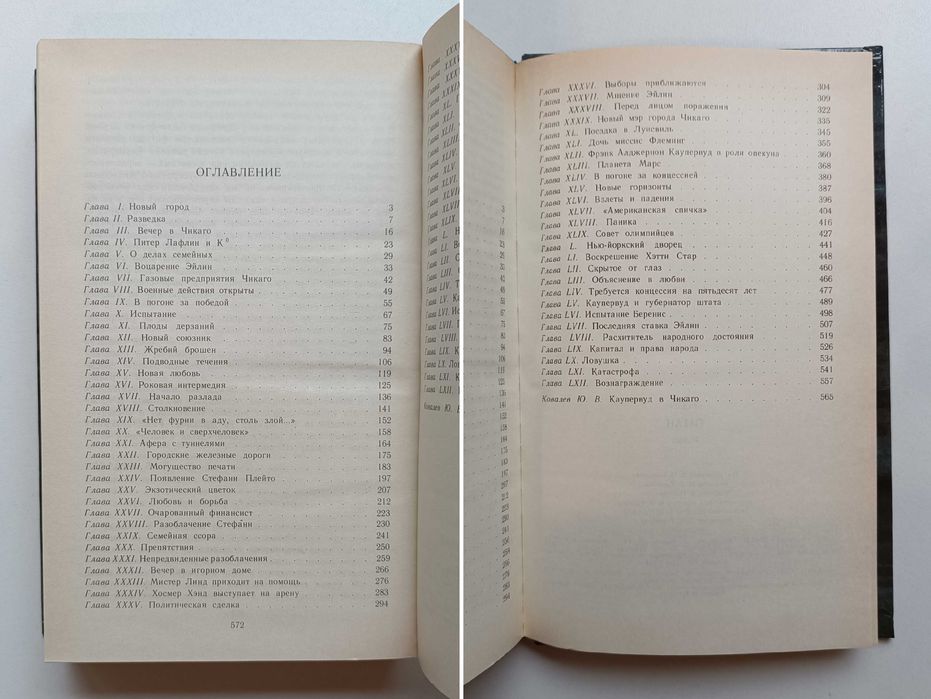 ОГЛАВЛЕНИЕ
Глава I. Новый город 3
Глава II. Разведка 7
Глава III. Вечер в Чикаго 16
Глава IV. Питер Лафлин и К⁰ 23
Глава V. О делах семейных 29
Глава VI. Воцарение Эйлин 33
Глава VII. Газовые предприятия Чикаго 42
Глава VIII. Военные действия открыты 49
Глава IX. В погоне за победой 55
Глава X. Испытание 67
Глава XI. Плоды дерзаний 75
Глава XII. Новый союзник 83
Глава XIII. Жребий брошен 94
Глава XIV. Подводные течения 106
Глава XV. Новая любовь 119
Глава XVI. Роковая интермедия 125
Глава XVII. Начало разлада 136
Глава XVIII. Столкновение 141
Глава XIX. «Нет фурии в аду, столь злой...» 152
Глава XX. «Человек и сверхчеловек» 158
Глава XXI. Афера с туннелями 164
Глава XXII. Городские железные дороги 175
Глава XXIII. Могущество печати 183
Глава XXIV. Появление Стефани Плейто 197
Глава XXV. Экзотический цветок 207
Глава XXVI. Любовь и борьба 212
Глава XXVII. Очарованный финансист 223
Глава XXVIII. Разоблачение Стефани 230
Глава XXIX. Семейная ссора 241
Глава XXX. Препятствия 250
Глава XXXI. Непредвиденные разоблачения 259
Глава XXXII. Вечер в игорном доме 266
Глава XXXIII. Мистер Линд приходит на помощь 276
Глава XXXIV. Хосмер Хэнд выступает на арену 283
Глава XXXV. Политическая сделка 294
572
Глава XXXVI. Выборы приближаются 304
Глава XXXVII. Мщение Эйлин 309
Глава XXXVIII. Перед лицом поражения 322
Глава XXXIX. Новый мэр города Чикаго 335
Глава XL. Поездка в Луисвиль 345
Глава XLI. Дочь миссис Флеминг 350
Глава XLII. Фрэнк Алджернон Каупервуд в роли опекуна 360
Глава XLIII. Планета Марс 368
Глава XLIV. В погоне за концессией 380
Глава XLV. Новые горизонты 387
Глава XLVI. Взлеты и падения 396
Глава XLVII. «Американская спичка» 404
Глава XLVIII. Паника 416
Глава XLIX. Совет олимпийцев 427
Глава L. Нью-йоркский дворец 441
Глава LI. Воскрешение Хэтти Стар 448
Глава LII. Скрытое от глаз 460
Глава LIII. Объяснение в любви 466
Глава LIV. Требуется концессия на пятьдесят лет 477
Глава LV. Каупервуд и губернатор штата 489
Глава LVI. Испытание Беренис 498
Глава LVII. Последняя ставка Эйлин 507
Глава LVIII. Расхититель народного достояния 519
Глава LIX. Капитал и права народа 526
Глава LX. Ловушка 534
Глава LXI. Катастрофа 541
Глава LXII. Вознаграждение 557
Ковалев Ю. В. Каупервуд в Чикаго 565